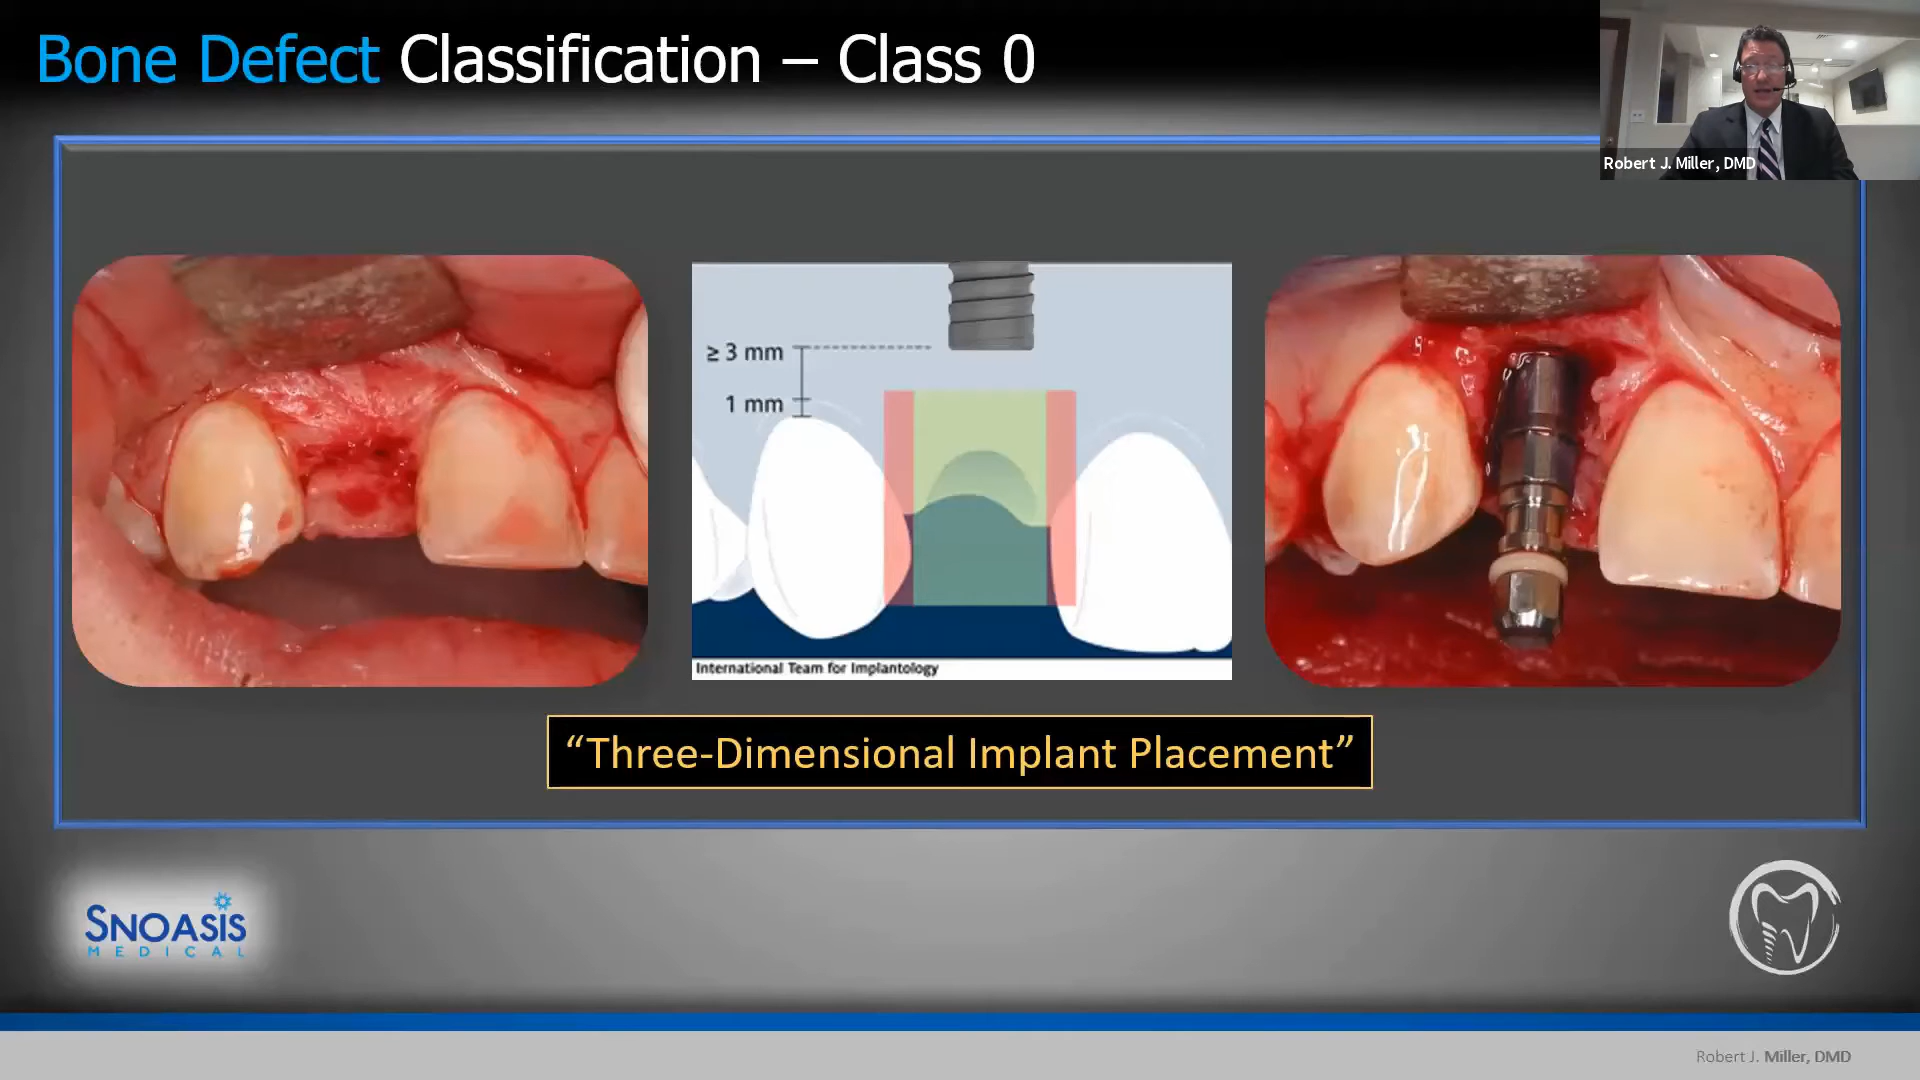 Bone Defect Classification – Class 0
Robert J. Miller, DMD
≥ 3 mm
1 mm
International Team for Implantology
“Three-Dimensional Implant Placement”
SNOASIS
MEDICAL
Robert J. Miller, DMD